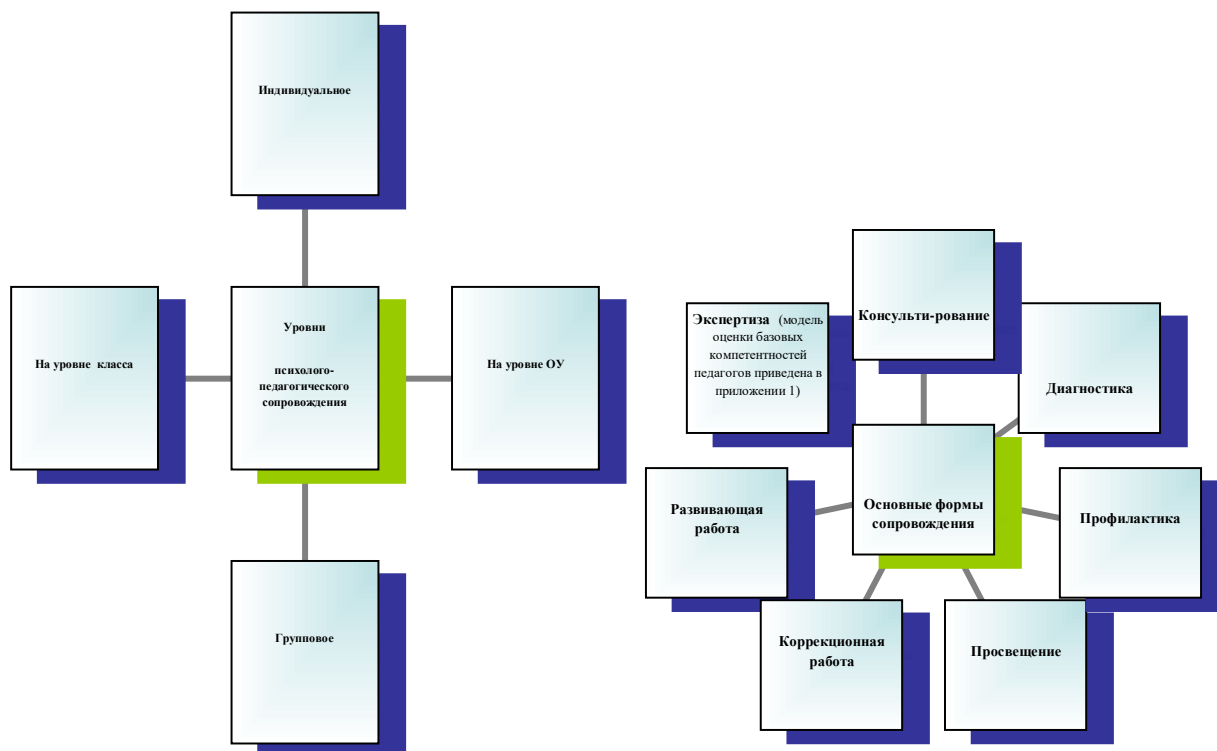 Индивидуальное
На уровне класса
Уровни
психолого-
педагогического
сопровождения
На уровне ОУ
Групповое
Консульти-рование
Экспертиза (модель
оценки базовых
компетентностей
педагогов приведена в
приложении 1)
Диагностика
Развивающая
работа
Основные формы
сопровождения
Профилактика
Коррекционная
работа
Просвещение